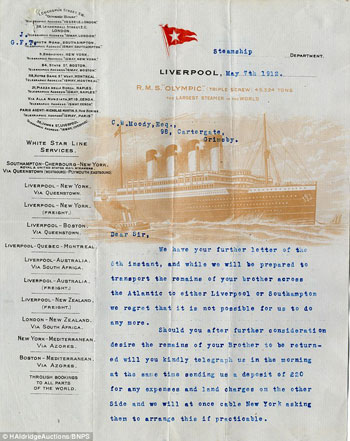 Steamship
DEPARTMENT.
LIVERPOOL, May 7th 1912.
R.M.S. "OLYMPIC" TRIPLE SCREW 45,324 TONS
THE LARGEST STEAMER IN THE WORLD
C.W.Moody, Esq.,
98, Cartergate,
Grimsby.
Dear Sir,
We have your further letter of the
6th instant, and while we will be prepared to
transport the remains of your brother across
the Atlantic to either Liverpool or Southampton
we regret that it is not possible for us to do
any more.
Should you after further consideration
desire the remains of your Brother to be return-
ed will you kindly telegraph us in the morning
at the same time sending us a deposit of £20
for any expenses and land charges on the other
Side and we will at once cable New York asking
them to arrange this if practicable.
WHITE STAR LINE
SERVICES.
SOUTHAMPTON-CHERBOURG-NEW YORK
VIA QUEENSTOWN (WESTBOUND)-PLYMOUTH (EASTBOUND)
LIVERPOOL-NEW YORK
VIA QUEENSTOWN.
LIVERPOOL-NEW YORK
(FREIGHT.)
LIVERPOOL-BOSTON
VIA QUEENSTOWN.
LIVERPOOL-QUEBEC-MONTREAL
LIVERPOOL-AUSTRALIA
VIA SOUTH AFRICA.
LIVERPOOL-AUSTRALIA
(FREIGHT.)
LIVERPOOL-NEW ZEALAND
(FREIGHT.)
LONDON-NEW ZEALAND
VIA SOUTH AFRICA.
NEW YORK-MEDITERRANEAN
VIA AZORES.
BOSTON-MEDITERRANEAN
VIA AZORES.
THROUGH BOOKINGS
TO ALL PARTS
OF THE WORLD.
© HAldridgeAuctions/BNPS